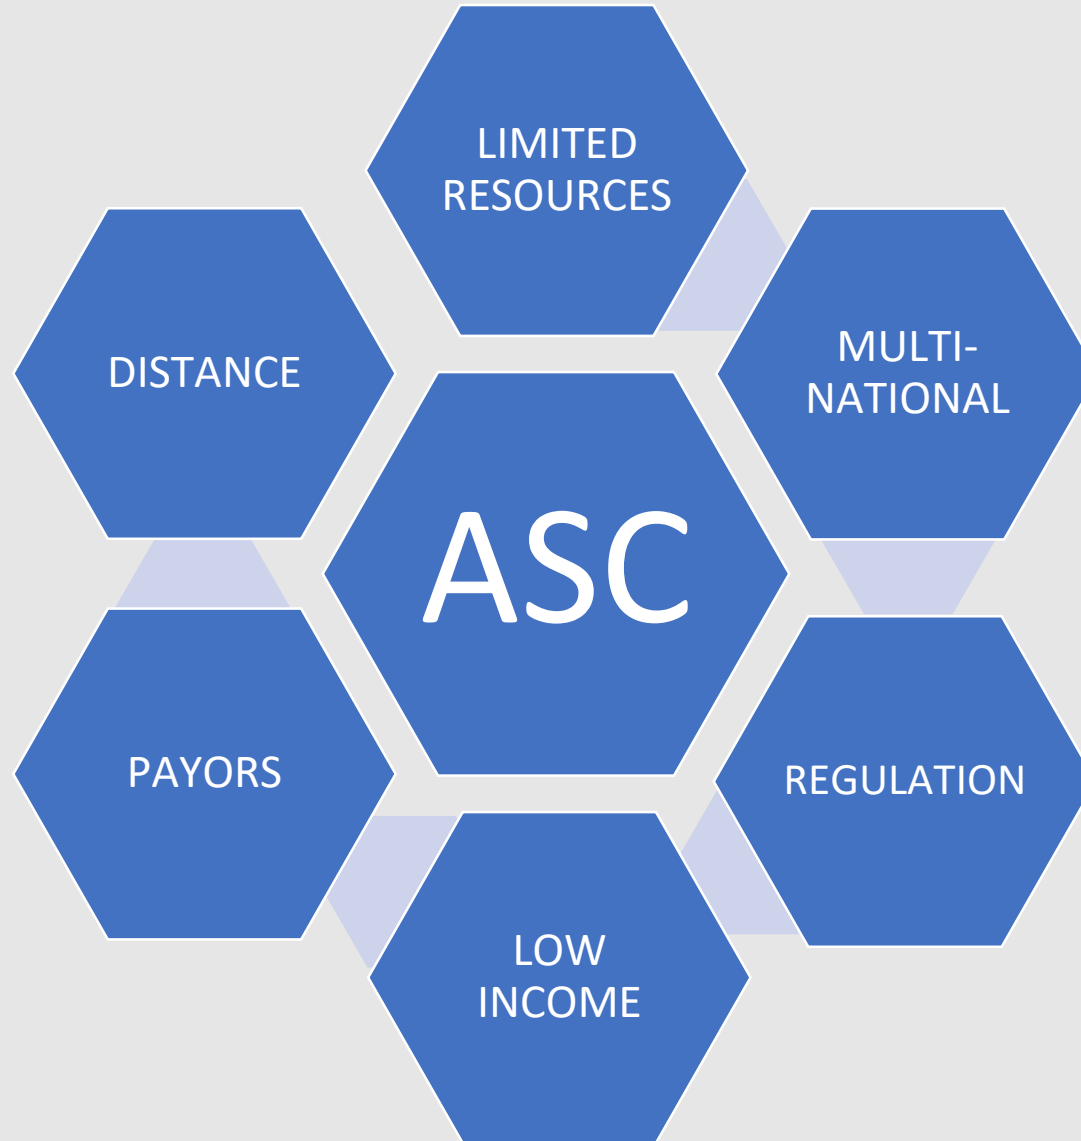 LIMITED
RESOURCES
MULTI-
NATIONAL
DISTANCE
ASC
PAYORS
REGULATION
LOW
INCOME